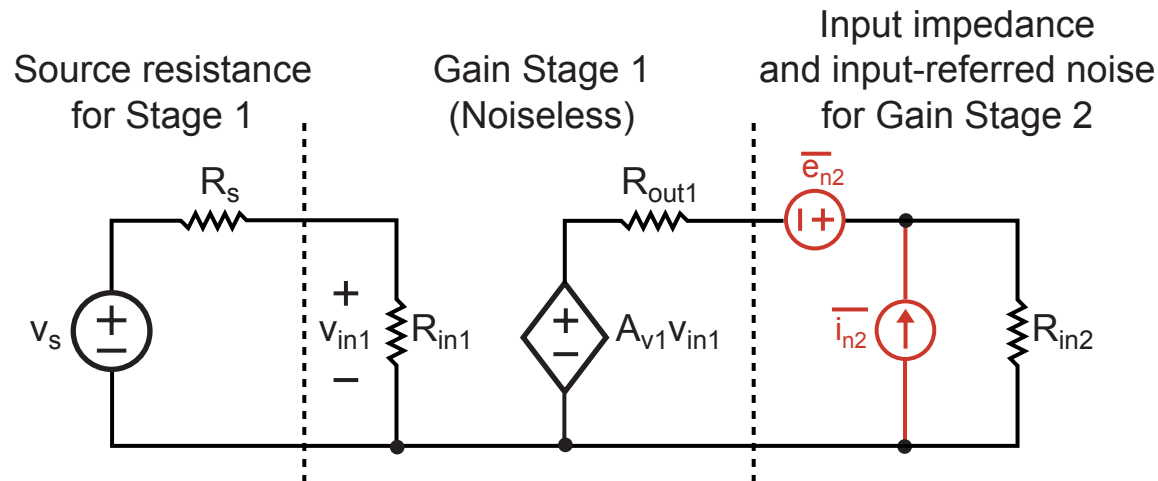 Source resistance
for Stage 1
Gain Stage 1
(Noiseless)
Input impedance
and input-referred noise
for Gain Stage 2
Rs
Rout1
en2
vs
+
−
+
vin1
−
Rin1
+
−
Av1vin1
in2
Rin2